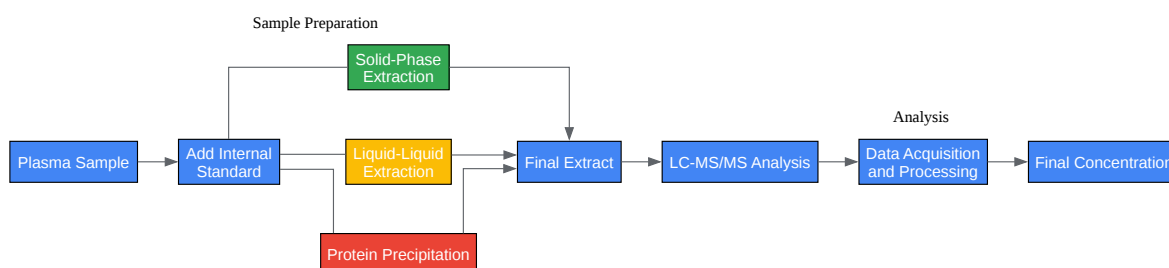 Sample Preparation
Solid-Phase
Extraction
Analysis
Plasma Sample
Add Internal
Standard
Liquid-Liquid
Extraction
Final Extract
LC-MS/MS Analysis
Data Acquisition
and Processing
Final Concentration
Protein Precipitation